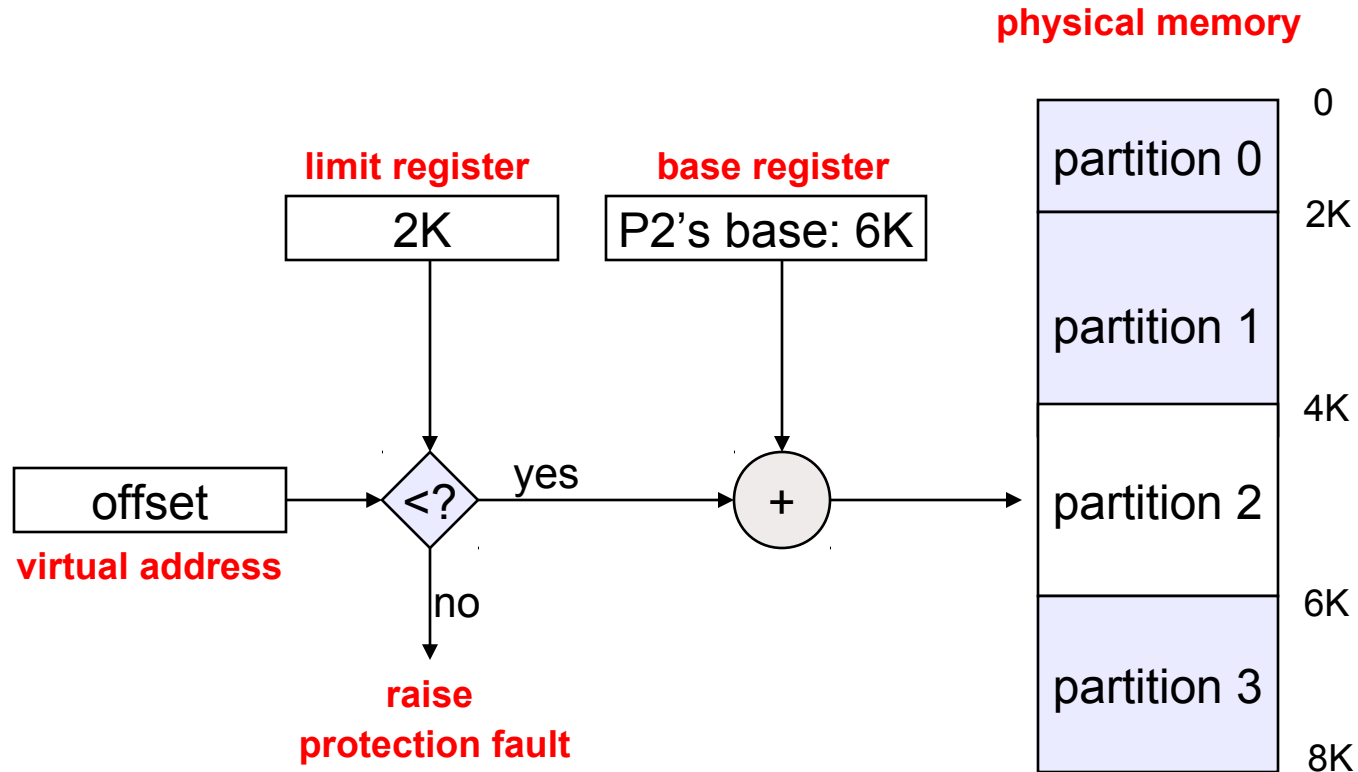 physical memory
0
limit register
base register
partition 0
2K
P2’s base: 6K
2K
partition 1
4K
offset
<?
yes
+
partition 2
virtual address
no
6K
raise
protection fault
partition 3
8K